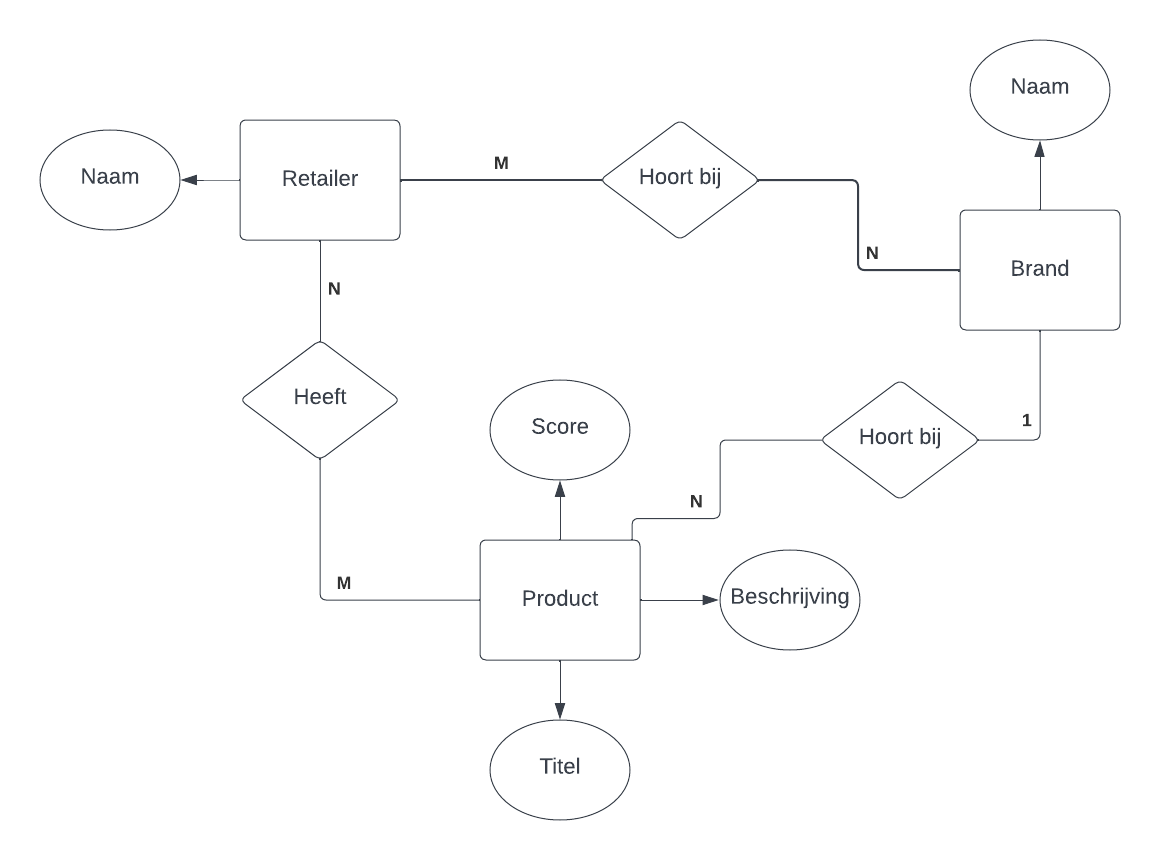 Naam
Naam
Retailer
M
Hoort bij
N
Brand
N
Heeft
Score
1
Hoort bij
N
M
Product
Beschrijving
Titel